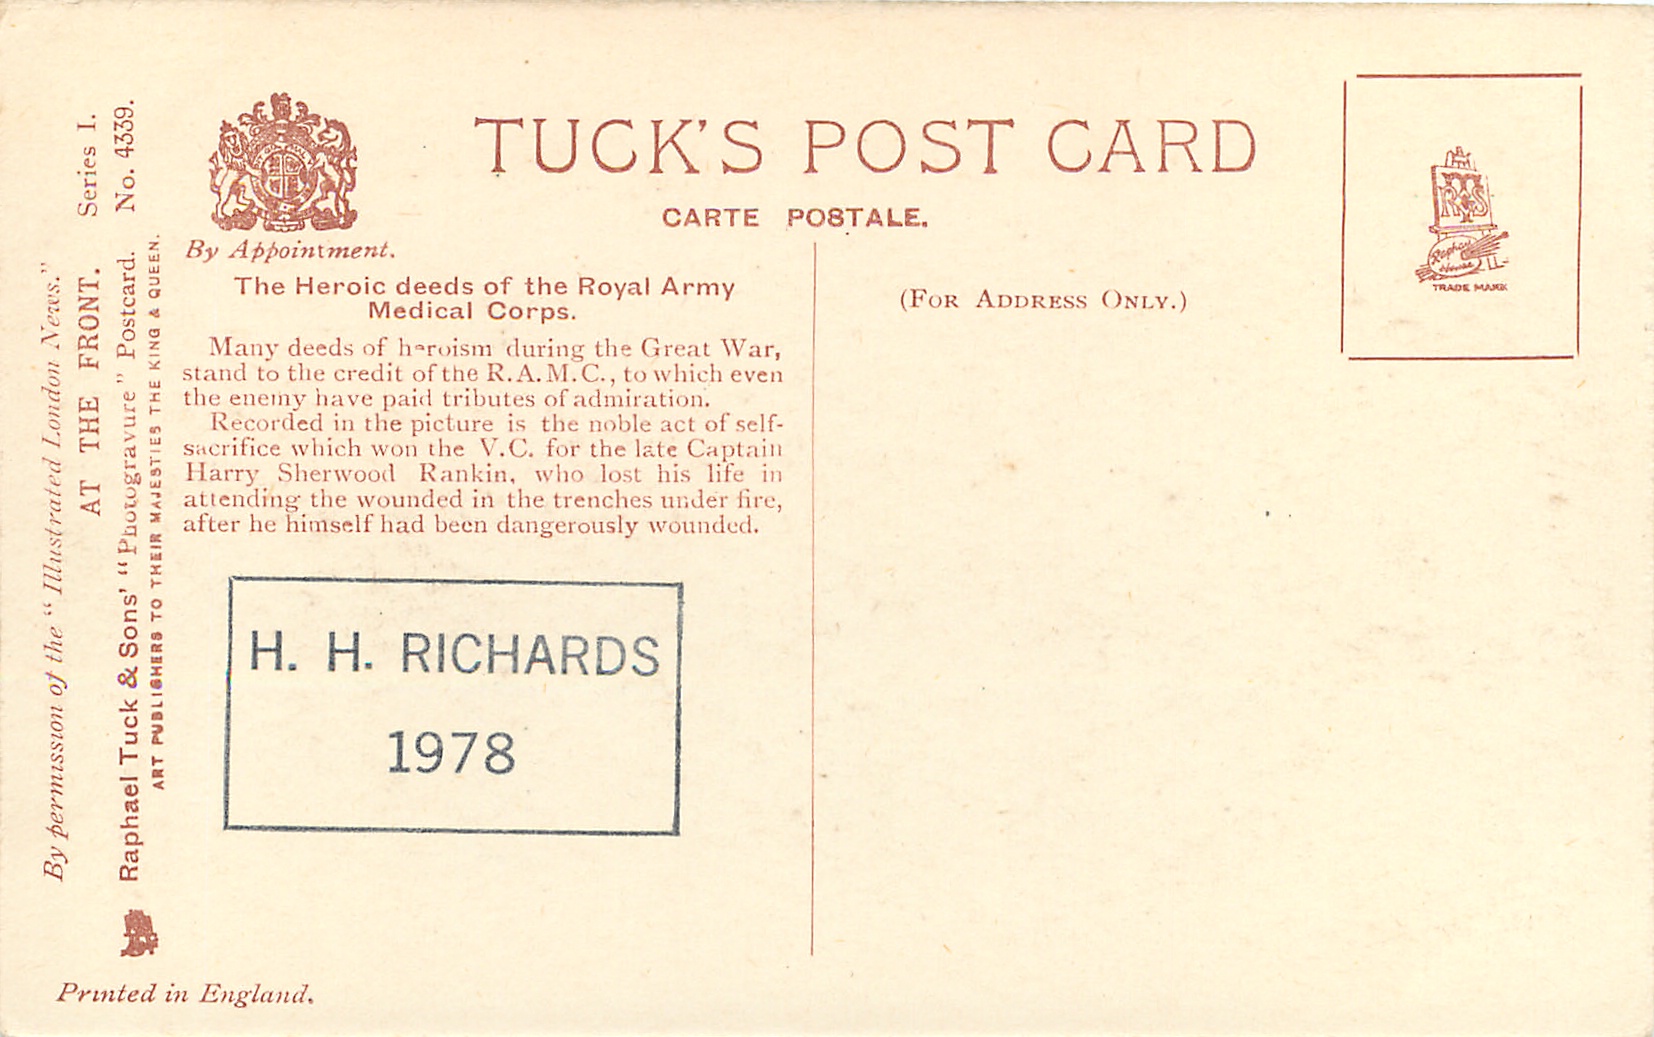 TUCK'S POST CARD
CARTE POSTALE.
By Appointment.
The Heroic deeds of the Royal Army
Medical Corps.
Many deeds of heroism during the Great War,
stand to the credit of the R.A.M.C., to which even
the enemy have paid tributes of admiration.
Recorded in the picture is the noble act of self-
sacrifice which won the V.C. for the late Captain
Harry Sherwood Rankin, who lost his life in
attending the wounded in the trenches under fire,
after he himself had been dangerously wounded.
H. H. RICHARDS
1978
(FOR ADDRESS ONLY.)
RTS
Raphael
House
TRADE MARK
By permission of the "Illustrated London News."
AT THE FRONT. Series I.
Raphael Tuck & Sons' "Photogravure" Postcard. No. 4339.
ART PUBLISHERS TO THEIR MAJESTIES THE KING & QUEEN.
Printed in England.